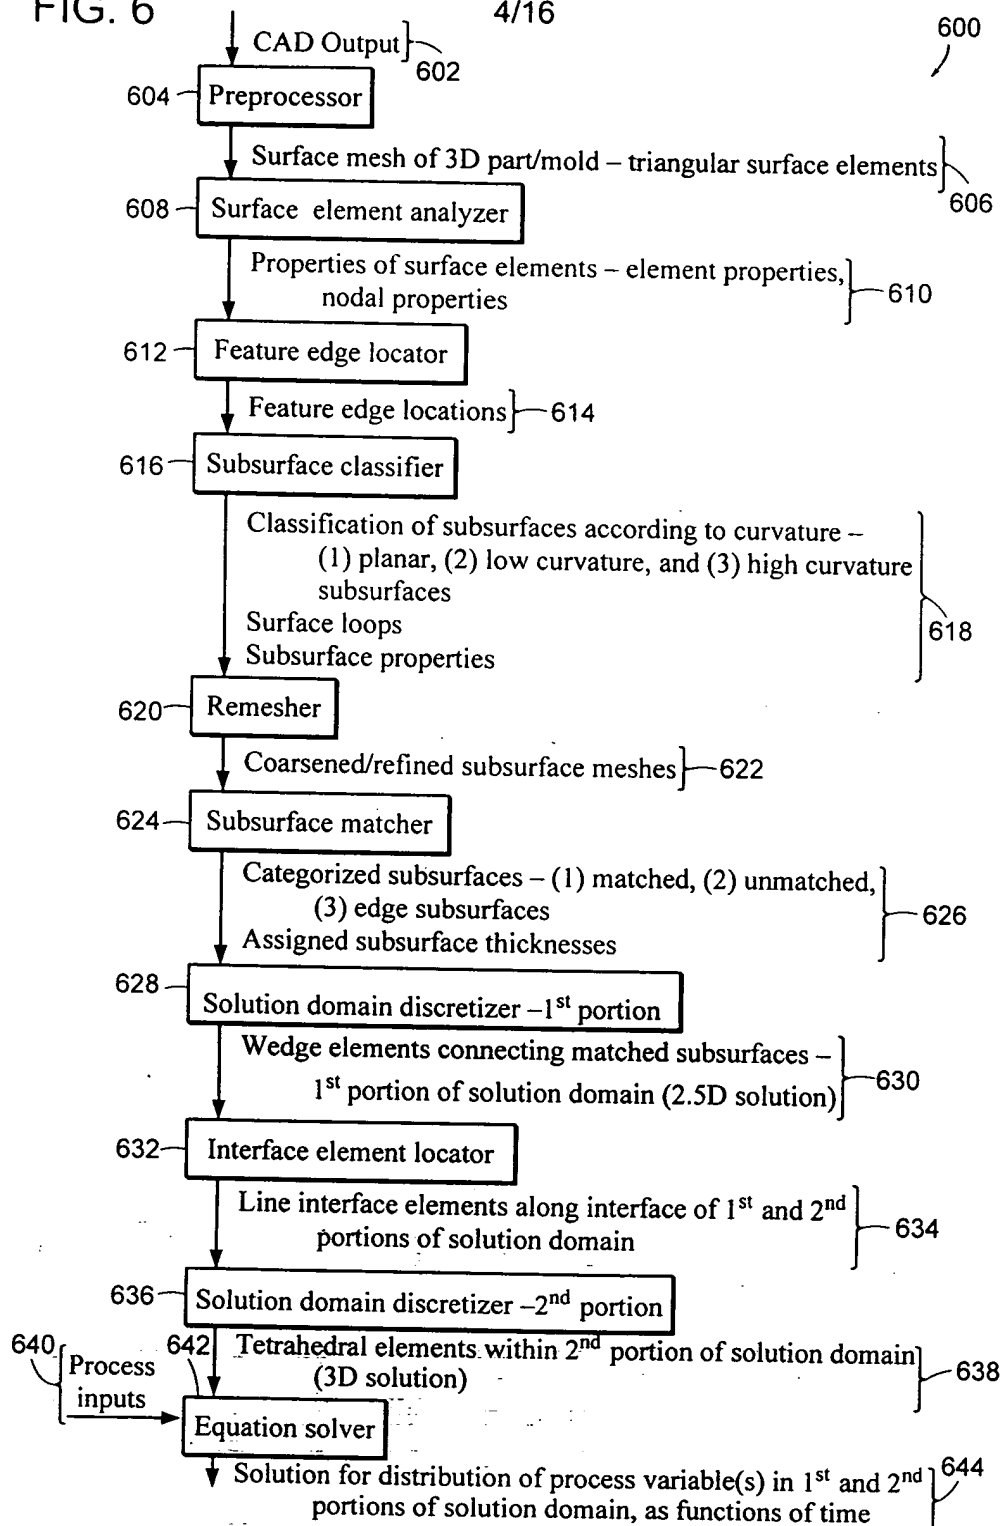 FIG. 6
4/16
600
CAD Output
602
604
Preprocessor
Surface mesh of 3D part/mold – triangular surface elements
606
608
Surface element analyzer
Properties of surface elements – element properties,
nodal properties
610
612
Feature edge locator
Feature edge locations
614
616
Subsurface classifier
Classification of subsurfaces according to curvature –
(1) planar, (2) low curvature, and (3) high curvature
subsurfaces
Surface loops
Subsurface properties
618
620
Remesher
Coarsened/refined subsurface meshes
622
624
Subsurface matcher
Categorized subsurfaces – (1) matched, (2) unmatched,
(3) edge subsurfaces
Assigned subsurface thicknesses
626
628
Solution domain discretizer –1st portion
Wedge elements connecting matched subsurfaces –
1st portion of solution domain (2.5D solution)
630
632
Interface element locator
Line interface elements along interface of 1st and 2nd
portions of solution domain
634
636
Solution domain discretizer –2nd portion
640
642
Tetrahedral elements within 2nd portion of solution domain
(3D solution)
638
Process
inputs
Equation solver
Solution for distribution of process variable(s) in 1st and 2nd
portions of solution domain, as functions of time
644